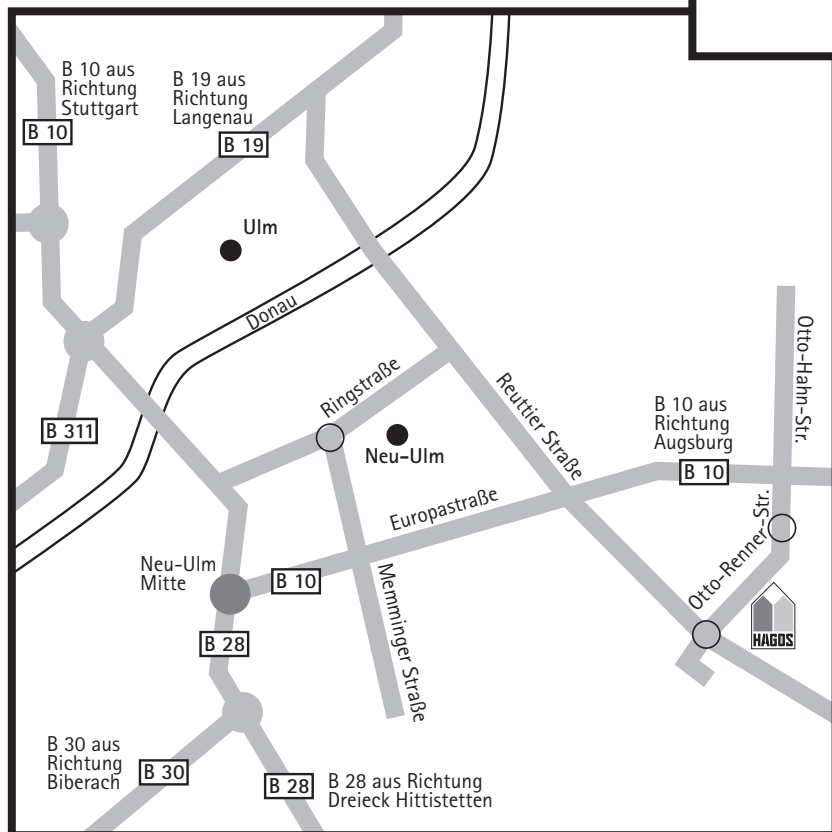 B 10 aus
Richtung
Stuttgart
B 10
B 19 aus
Richtung
Langenau
B 19
Ulm
Donau
B 311
Ringstraße
Neu-Ulm
Reuttier Straße
Otto-Hahn-Str.
B 10 aus
Richtung
Augsburg
B 10
Europastraße
Otto-Renner-Str.
Neu-Ulm
Mitte
B 10
Memminger Straße
HAGOS
B 28
B 30 aus
Richtung
Biberach
B 30
B 28
B 28 aus Richtung
Dreieck Hittistetten